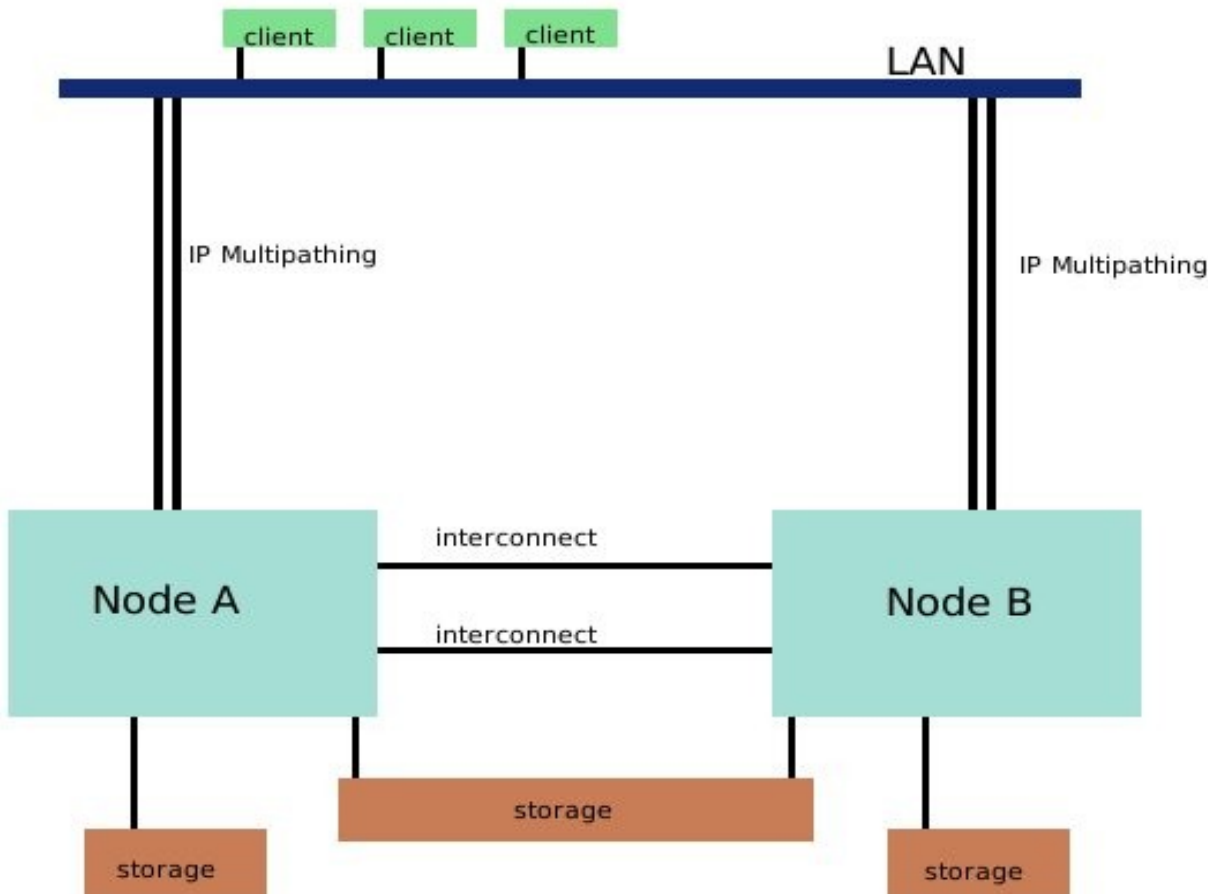 client
client
client
LAN
IP Multipathing
IP Multipathing
interconnect
Node A
Node B
interconnect
storage
storage
storage